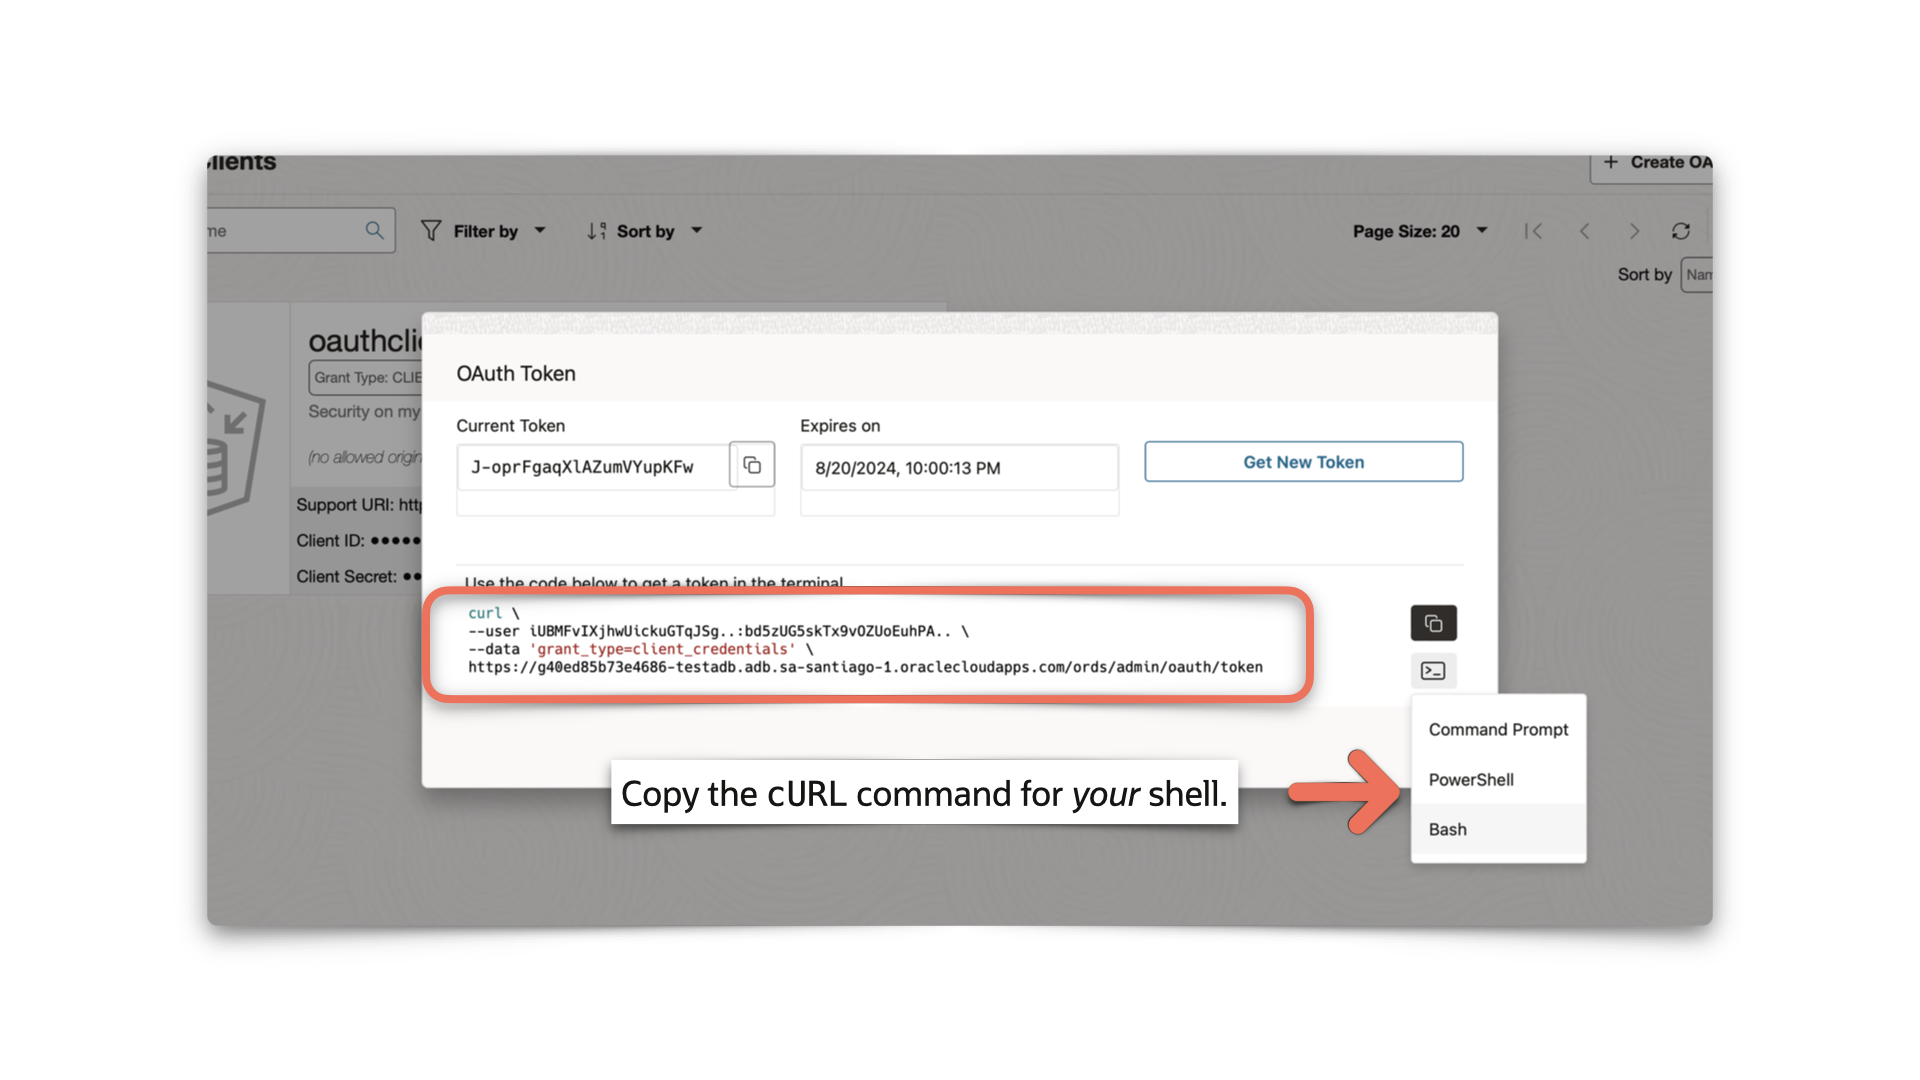 Clients
+ Create OA
me
Filter by
Sort by
Page Size: 20
Sort by
Nam
oauthclie
Grant Type: CLIE
Security on my
(no allowed origin
Support URI: http
Client ID: •••••
Client Secret: ••
OAuth Token
Current Token
Expires on
J-oprFgaqXlAZumVYupKFw
8/20/2024, 10:00:13 PM
Get New Token
Use the code below to get a token in the terminal
curl \
--user iUBMFvIXjhwUickuGTqJSg..:bd5zUG5skTx9vOZUoEuhPA.. \
--data 'grant_type=client_credentials' \
https://g40ed85b73e4686-testadb.adb.sa-santiago-1.oraclecloudapps.com/ords/admin/oauth/token
Command Prompt
PowerShell
Bash
Copy the cURL command for your shell.